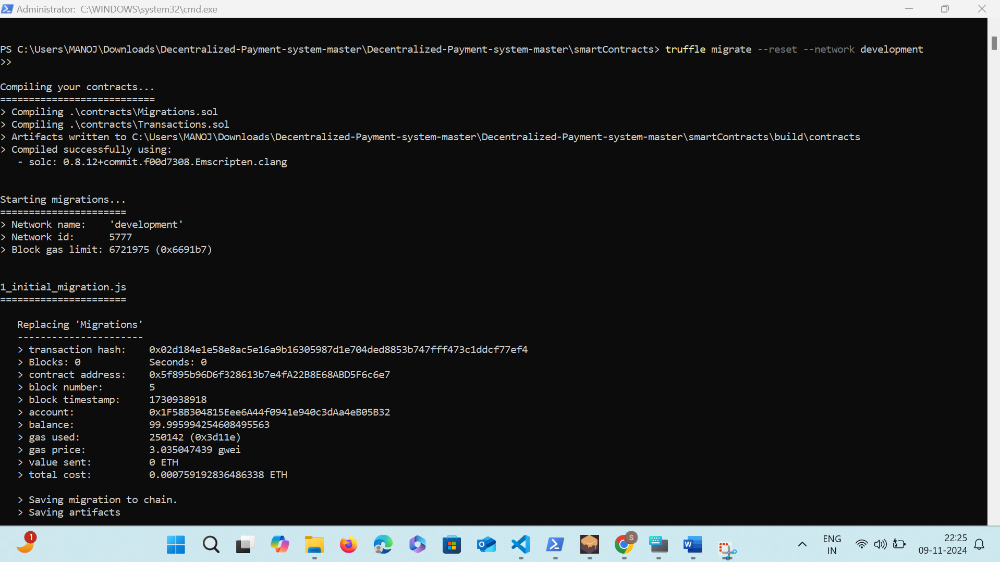 Administrator: C:\WINDOWS\system32\cmd.exe
PS C:\Users\MANOJ\Downloads\Decentralized-Payment-system-master\Decentralized-Payment-system-master\smartContracts> truffle migrate --reset --network development
>>
Compiling your contracts...
===========================
> Compiling .\contracts\Migrations.sol
> Compiling .\contracts\Transactions.sol
> Artifacts written to C:\Users\MANOJ\Downloads\Decentralized-Payment-system-master\Decentralized-Payment-system-master\smartContracts\build\contracts
> Compiled successfully using:
   - solc: 0.8.12+commit.f00d7308.Emscripten.clang
Starting migrations...
======================
> Network name:    'development'
> Network id:      5777
> Block gas limit: 6721975 (0x6691b7)
1_initial_migration.js
======================
   Replacing 'Migrations'
   ----------------------
   > transaction hash:    0x02d184e1e58e8ac5e16a9b16305987d1e704ded8853b747fff473c1ddcf77ef4
   > Blocks: 0            Seconds: 0
   > contract address:    0x5f895b96D6f328613b7e4fA22B8E68ABD5F6c6e7
   > block number:        5
   > block timestamp:     1730938918
   > account:             0x1F58B304815Eee6A44f0941e940c3dAa4eB05B32
   > balance:             99.995994254608495563
   > gas used:            250142 (0x3d11e)
   > gas price:           3.035047439 gwei
   > value sent:          0 ETH
   > total cost:          0.000759192836486338 ETH
   > Saving migration to chain.
   > Saving artifacts
1
S
ENG
IN
22:25
09-11-2024